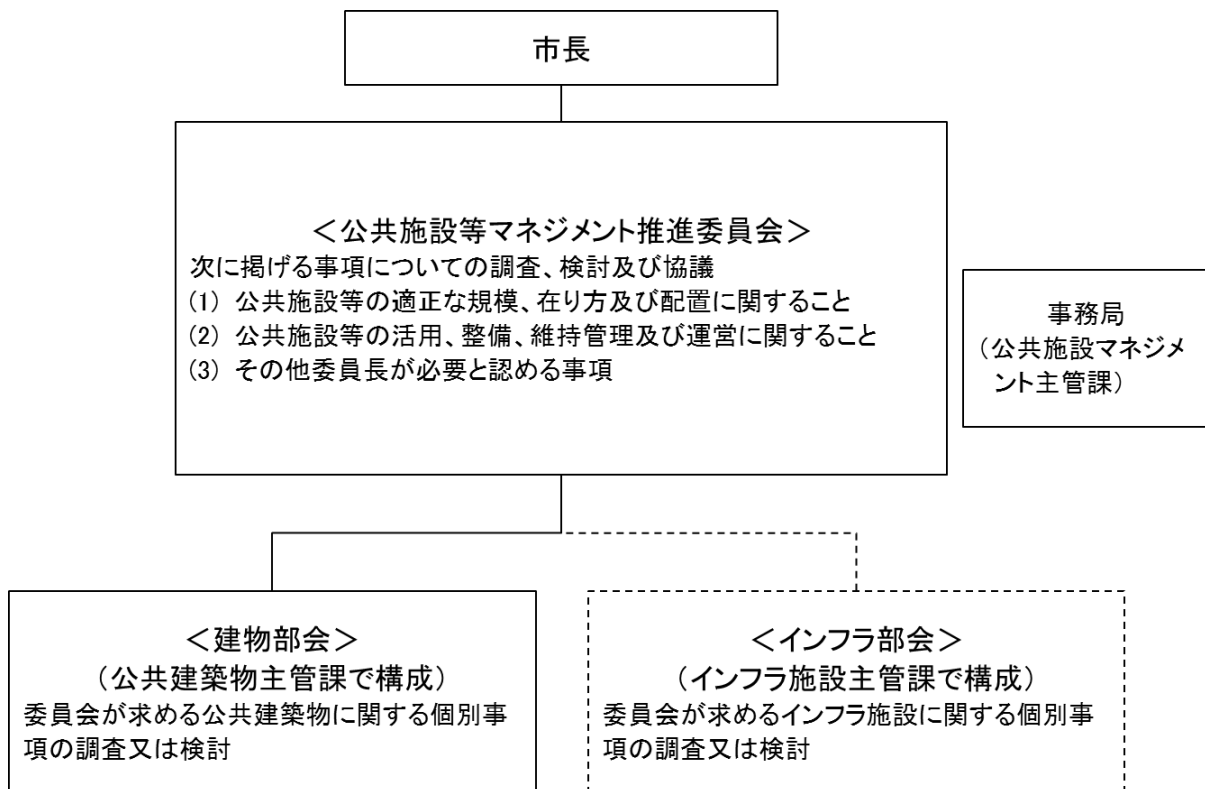 市長
＜公共施設等マネジメント推進委員会＞
次に掲げる事項についての調査、検討及び協議
(1) 公共施設等の適正な規模、在り方及び配置に関すること
(2) 公共施設等の活用、整備、維持管理及び運営に関すること
(3) その他委員長が必要と認める事項
事務局
（公共施設マネジメ
ント主管課）
＜建物部会＞
（公共建築物主管課で構成）
委員会が求める公共建築物に関する個別事
項の調査又は検討
＜インフラ部会＞
（インフラ施設主管課で構成）
委員会が求めるインフラ施設に関する個別事
項の調査又は検討